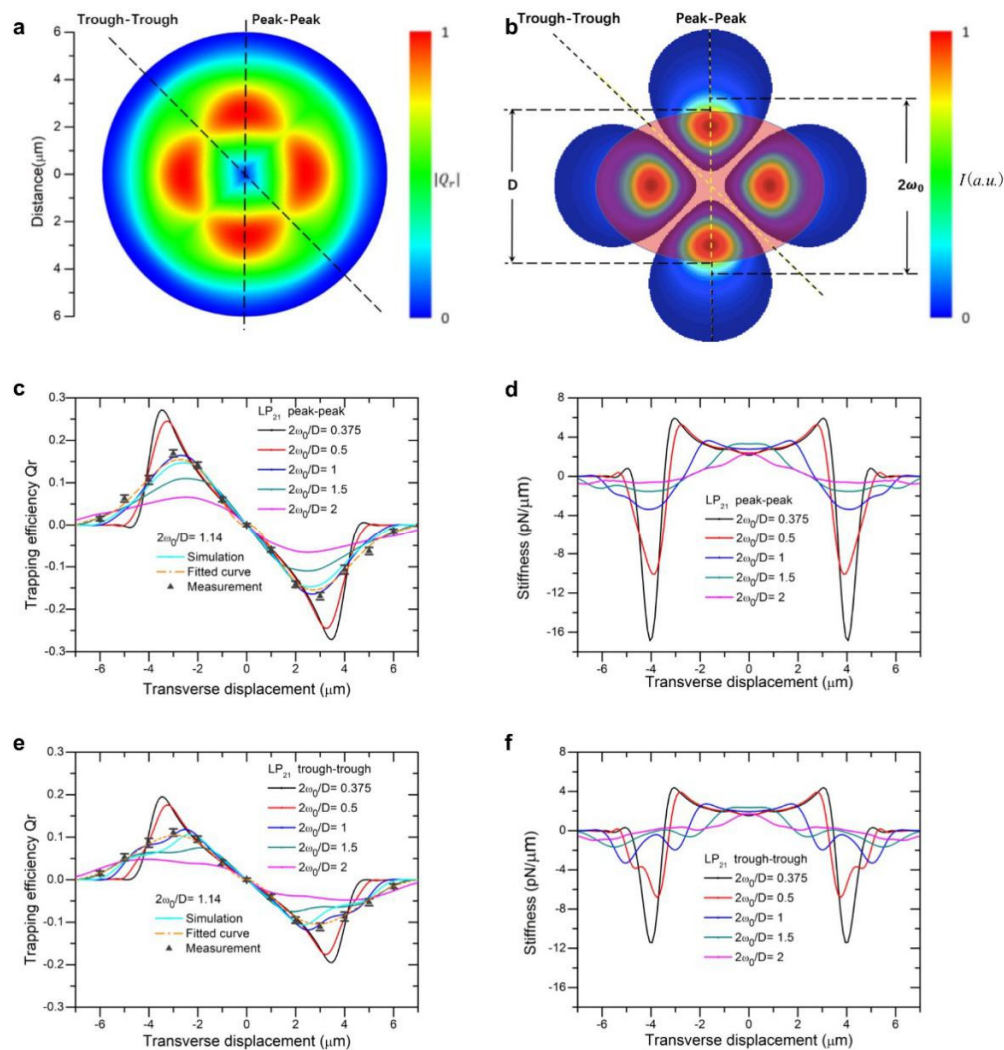 a
Trough-Trough
Peak-Peak
6
4
2
0
2
4
6
Distance(μm)
1
|Qᵣ|
0
b
Trough-Trough
Peak-Peak
D
2ω₀
1
I(a.u.)
0
c
0.3
0.2
0.1
0.0
-0.1
-0.2
-0.3
Trapping efficiency Qr
LP₂₁ peak-peak
2ω₀/D= 0.375
2ω₀/D= 0.5
2ω₀/D= 1
2ω₀/D= 1.5
2ω₀/D= 2
2ω₀/D= 1.14
Simulation
Fitted curve
Measurement
-6 -4 -2 0 2 4 6
Transverse displacement (μm)
d
8
4
0
-4
-8
-12
-16
Stiffness (pN/μm)
LP₂₁ peak-peak
2ω₀/D= 0.375
2ω₀/D= 0.5
2ω₀/D= 1
2ω₀/D= 1.5
2ω₀/D= 2
-6 -4 -2 0 2 4 6
Transverse displacement (μm)
e
0.3
0.2
0.1
0.0
-0.1
-0.2
-0.3
Trapping efficiency Qr
LP₂₁ trough-trough
2ω₀/D= 0.375
2ω₀/D= 0.5
2ω₀/D= 1
2ω₀/D= 1.5
2ω₀/D= 2
2ω₀/D= 1.14
Simulation
Fitted curve
Measurement
-6 -4 -2 0 2 4 6
Transverse displacement (μm)
f
8
4
0
-4
-8
-12
-16
Stiffness (pN/μm)
LP₂₁ trough-trough
2ω₀/D= 0.375
2ω₀/D= 0.5
2ω₀/D= 1
2ω₀/D= 1.5
2ω₀/D= 2
-6 -4 -2 0 2 4 6
Transverse displacement (μm)